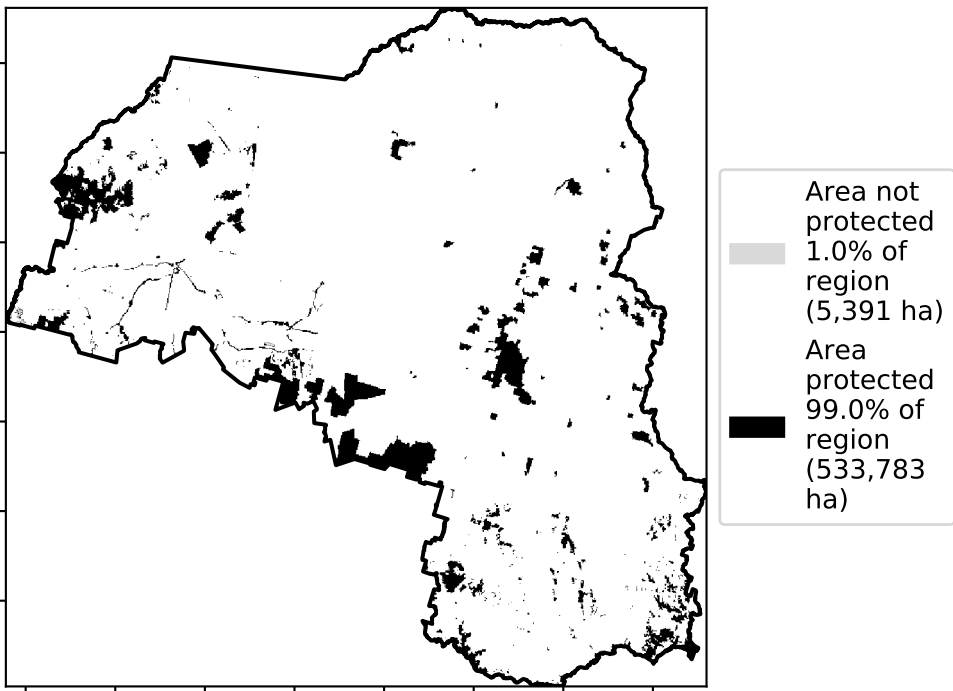 Area not
protected
1.0% of
region
(5,391 ha)
Area
protected
99.0% of
region
(533,783
ha)